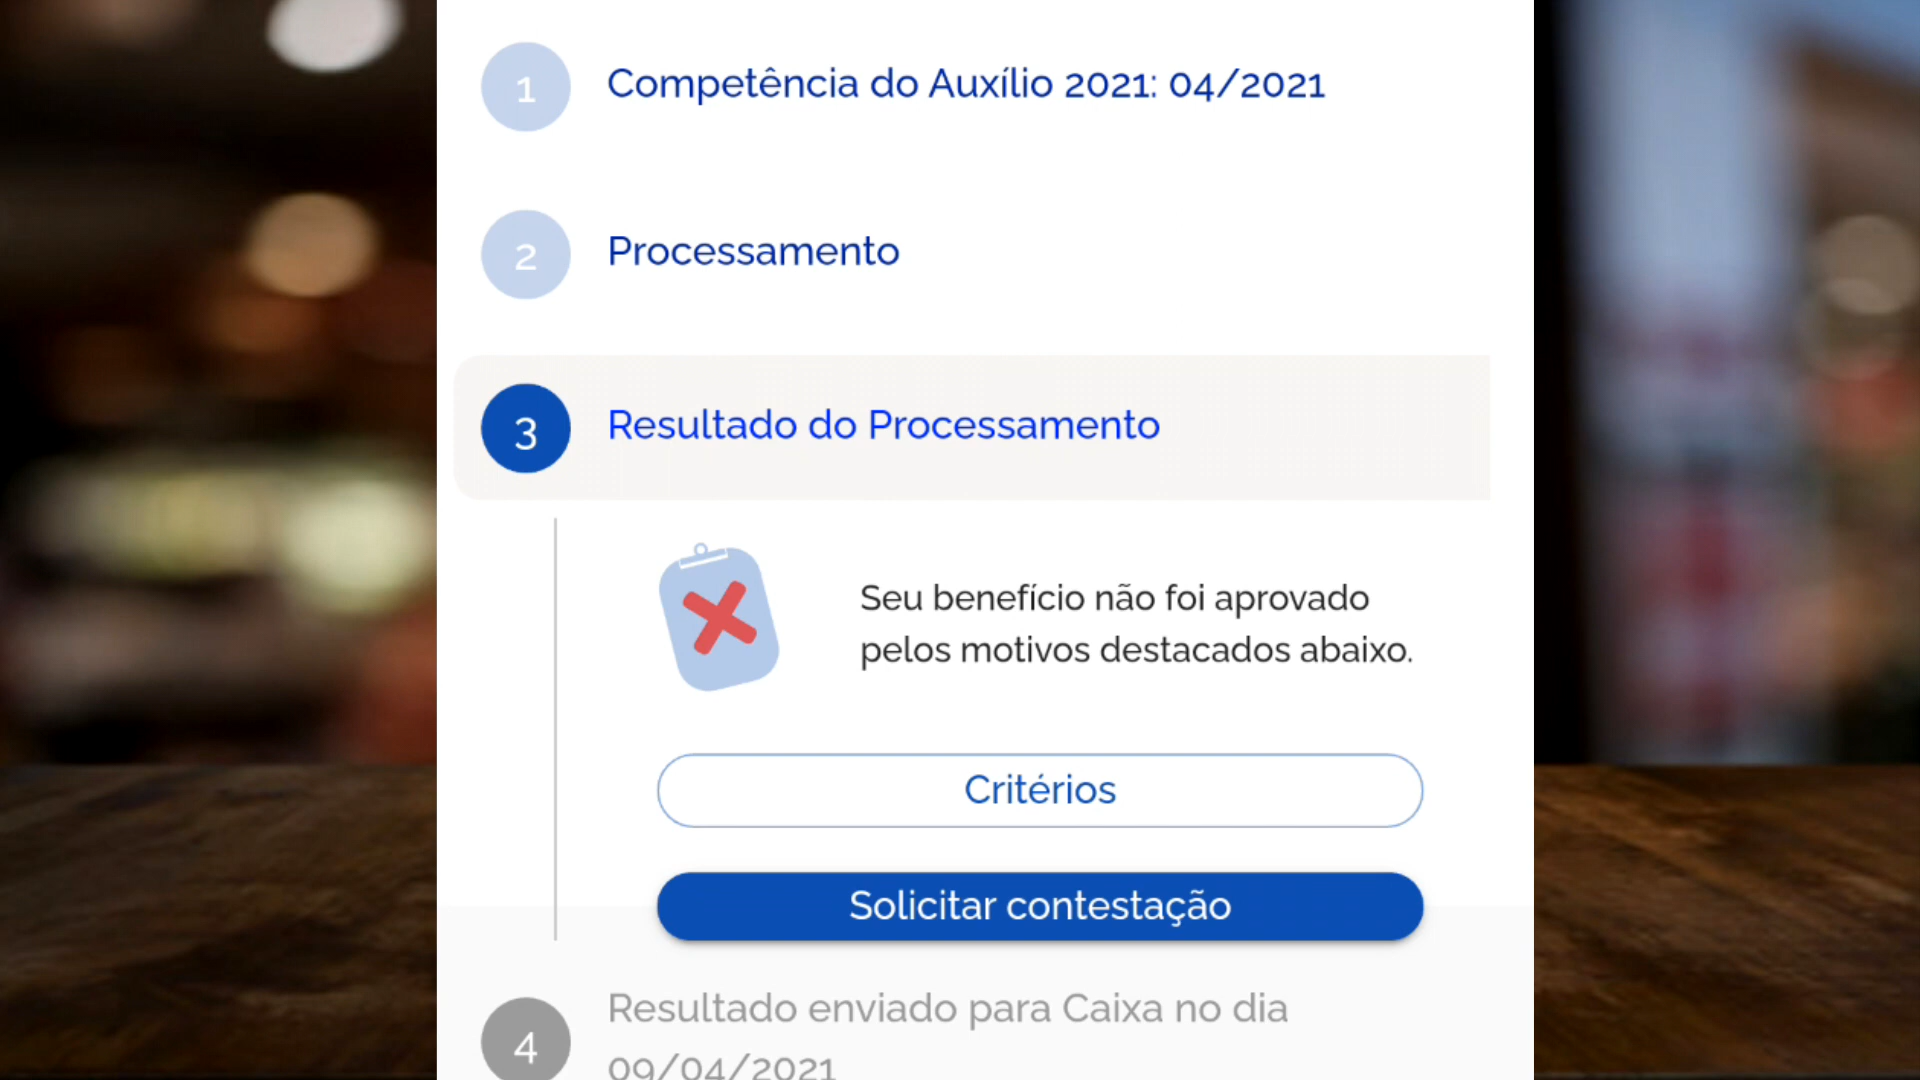 1
Competência do Auxílio 2021: 04/2021
2
Processamento
3
Resultado do Processamento
Seu benefício não foi aprovado
pelos motivos destacados abaixo.
Critérios
Solicitar contestação
4
Resultado enviado para Caixa no dia
09/04/2021